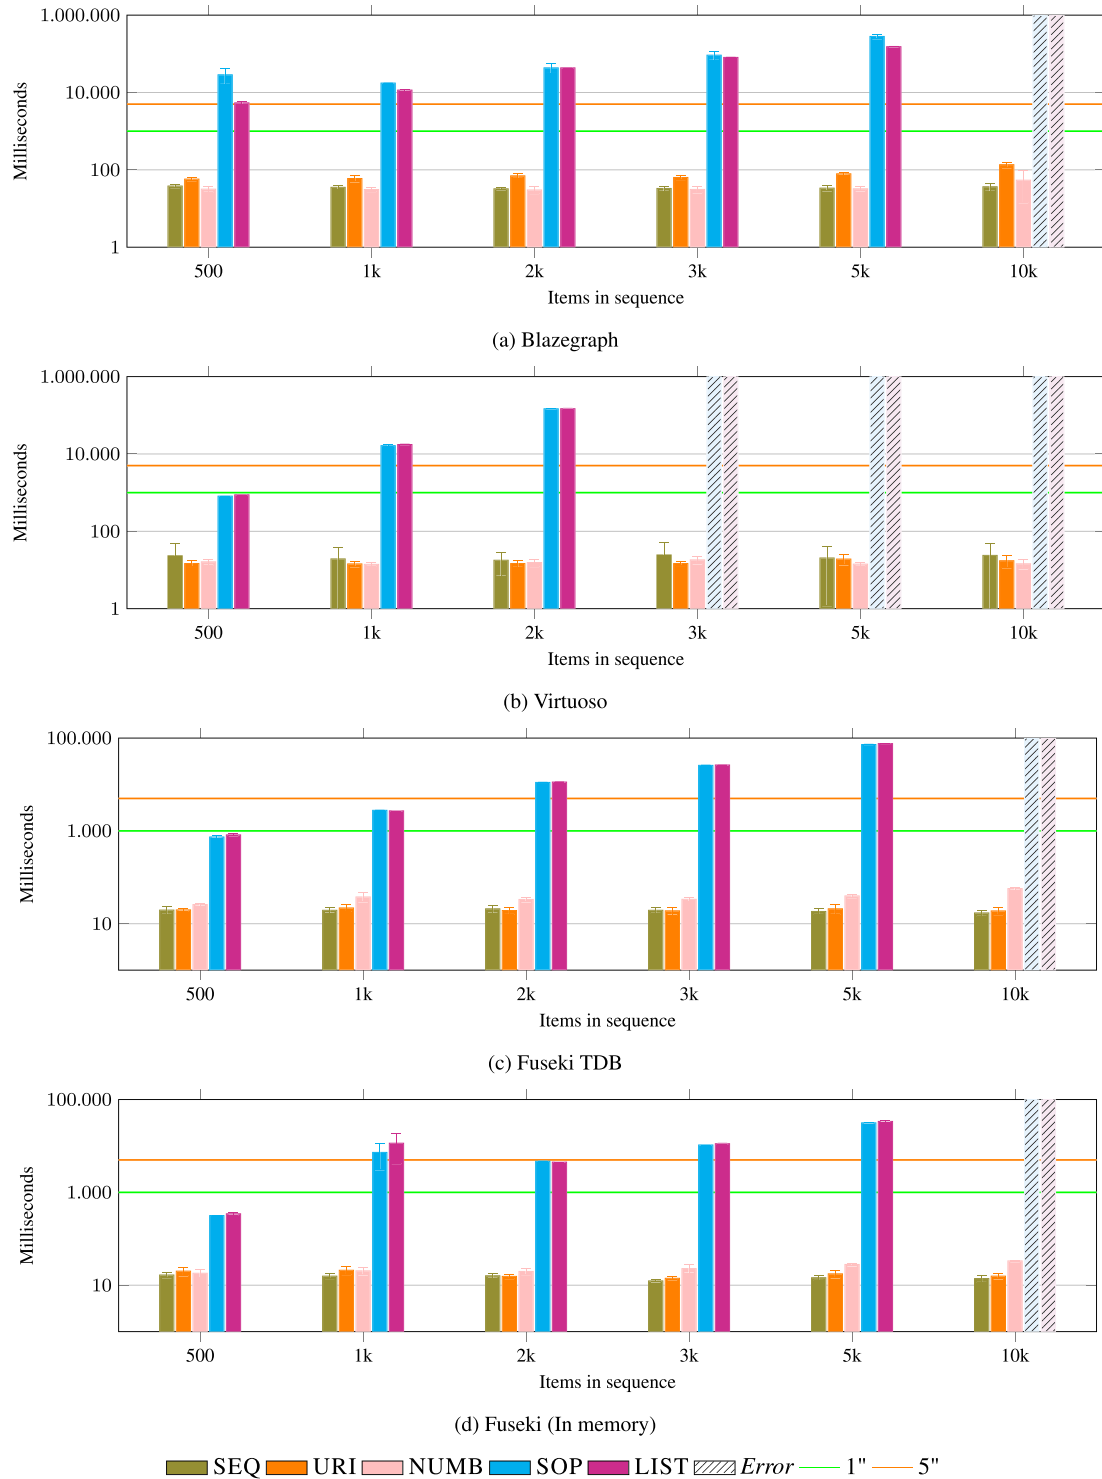 1.000.000
10.000
100
1
Milliseconds
500 1k 2k 3k 5k 10k
Items in sequence
(a) Blazegraph
1.000.000
10.000
100
1
Milliseconds
500 1k 2k 3k 5k 10k
Items in sequence
(b) Virtuoso
100.000
1.000
10
Milliseconds
500 1k 2k 3k 5k 10k
Items in sequence
(c) Fuseki TDB
100.000
1.000
10
Milliseconds
500 1k 2k 3k 5k 10k
Items in sequence
(d) Fuseki (In memory)
SEQ URI NUMB SOP LIST Error 1" 5"